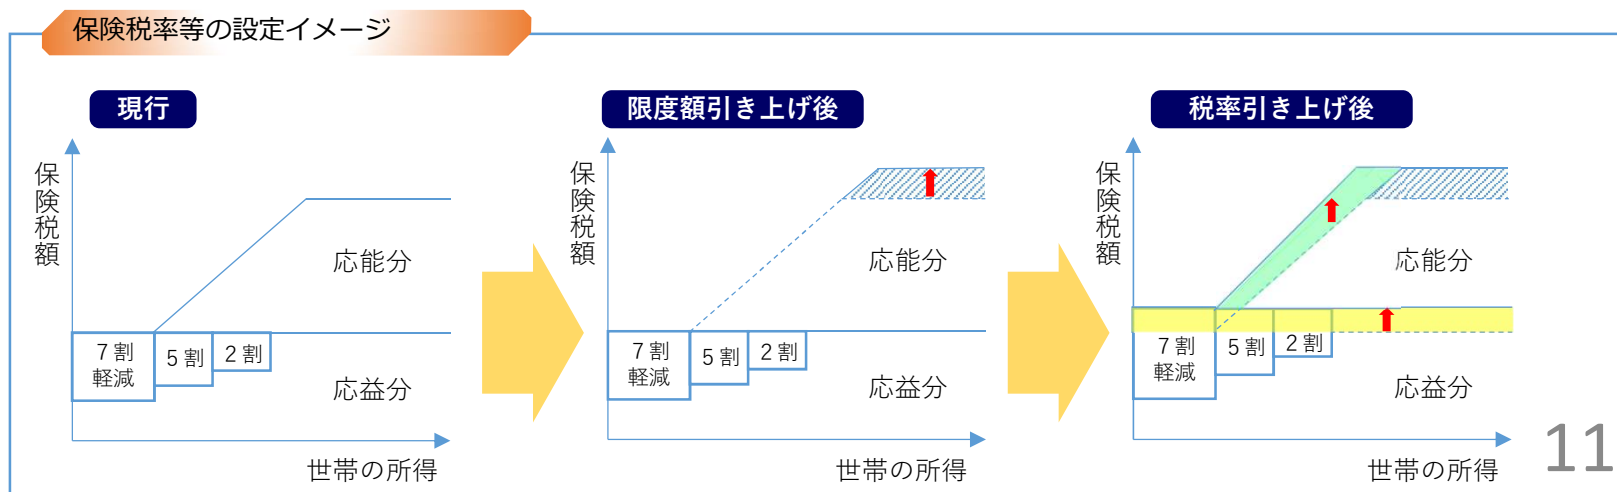 保険税率等の設定イメージ
現行
保険税額
応能分
7割
軽減
5割
2割
応益分
世帯の所得
限度額引き上げ後
保険税額
応能分
7割
軽減
5割
2割
応益分
世帯の所得
税率引き上げ後
保険税額
応能分
7割
軽減
5割
2割
応益分
世帯の所得
11